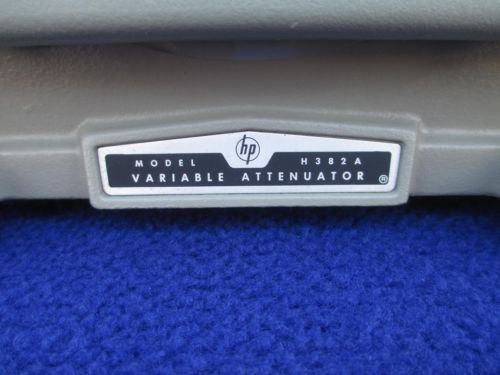 hp
MODEL H382A
VARIABLE ATTENUATOR ®